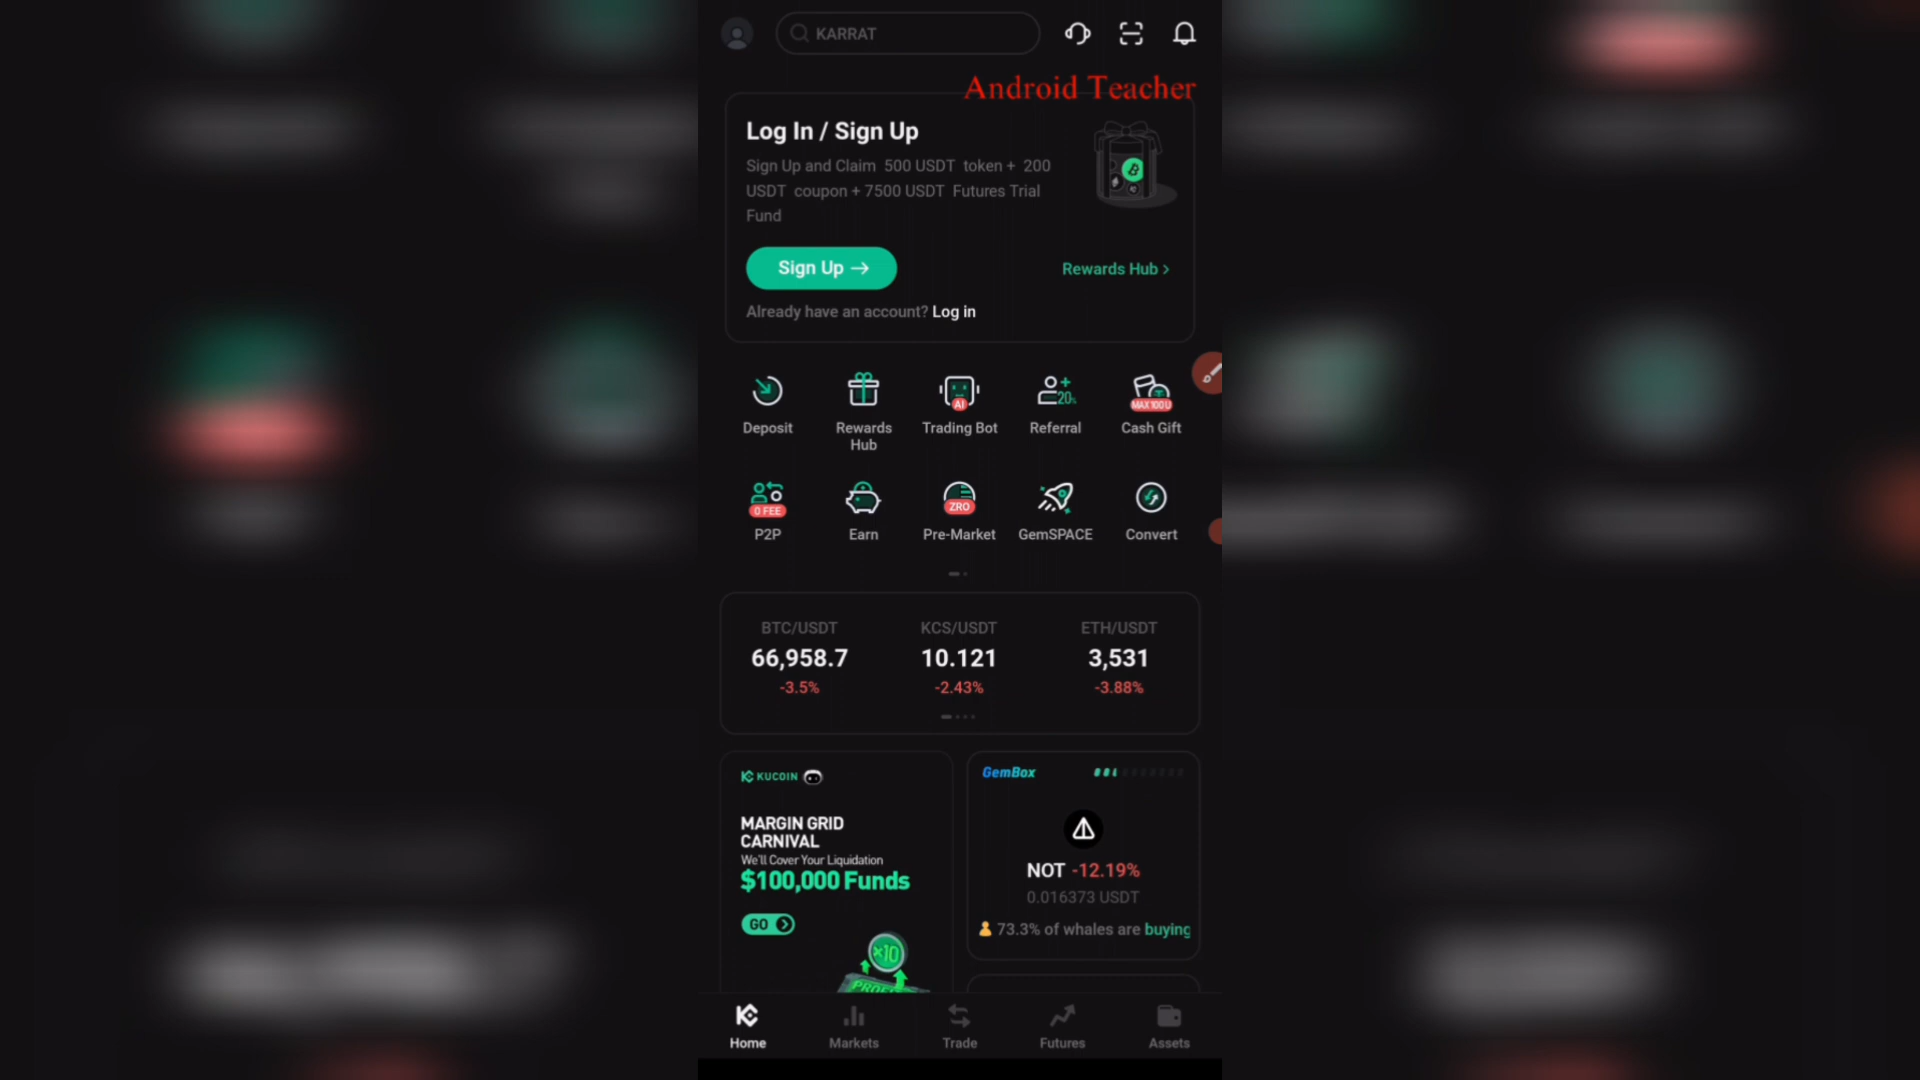 KARRAT
Android Teacher
Log In / Sign Up
Sign Up and Claim 500 USDT token + 200
USDT coupon + 7500 USDT Futures Trial
Fund
Sign Up →
Rewards Hub >
Already have an account? Log in
20%
AI
MAX 100 U
Deposit
Rewards
Hub
Trading Bot
Referral
Cash Gift
0 FEE
ZRO
P2P
Earn
Pre-Market
GemSPACE
Convert
BTC/USDT
KCS/USDT
ETH/USDT
66,958.7
10.121
3,531
-3.5%
-2.43%
-3.88%
KUCOIN
MARGIN GRID
CARNIVAL
We'll Cover Your Liquidation
$100,000 Funds
GO
×10
PROFIT
GemBox
NOT -12.19%
0.016373 USDT
73.3% of whales are buying
Home
Markets
Trade
Futures
Assets